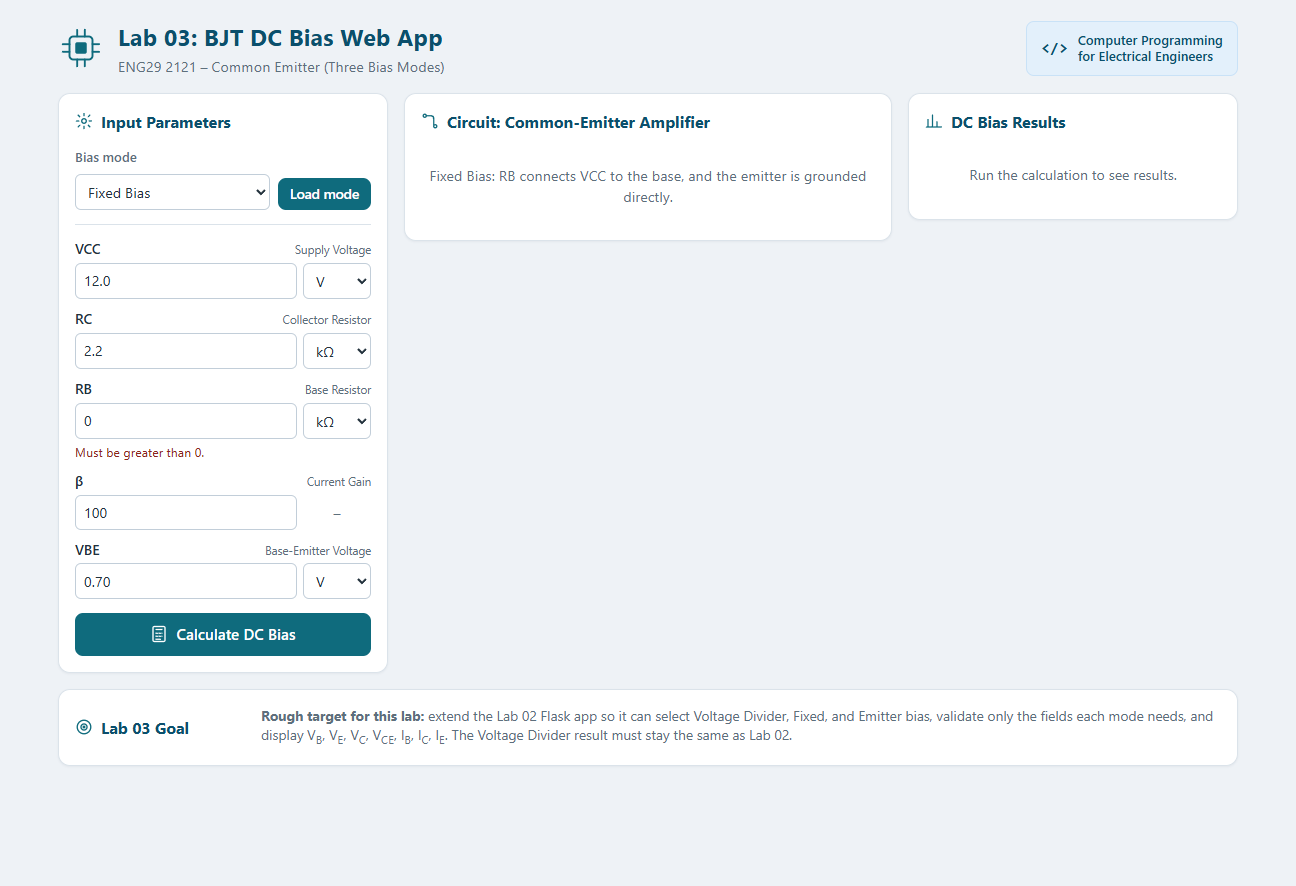 Lab 03: BJT DC Bias Web App
ENG29 2121 – Common Emitter (Three Bias Modes)
</>
Computer Programming
for Electrical Engineers
Input Parameters
Bias mode
Fixed Bias
Load mode
VCC
Supply Voltage
12.0
V
RC
Collector Resistor
2.2
kΩ
RB
Base Resistor
0
kΩ
Must be greater than 0.
β
Current Gain
100
–
VBE
Base-Emitter Voltage
0.70
V
Calculate DC Bias
Circuit: Common-Emitter Amplifier
Fixed Bias: RB connects VCC to the base, and the emitter is grounded
directly.
DC Bias Results
Run the calculation to see results.
Lab 03 Goal
Rough target for this lab: extend the Lab 02 Flask app so it can select Voltage Divider, Fixed, and Emitter bias, validate only the fields each mode needs, and
display VB, VE, VC, VCE, IB, IC, IE. The Voltage Divider result must stay the same as Lab 02.